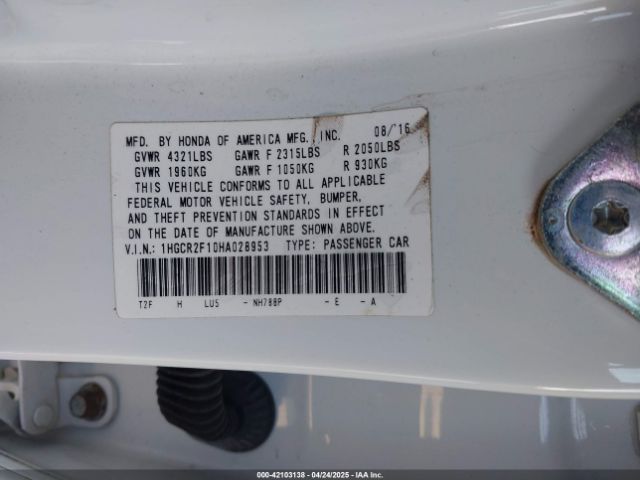 MFD. BY HONDA OF AMERICA MFG., INC. 08/'16
GVWR 4321LBS GAWR F 2315LBS R 2050LBS
GVWR 1960KG GAWR F 1050KG R 930KG
THIS VEHICLE CONFORMS TO ALL APPLICABLE
FEDERAL MOTOR VEHICLE SAFETY, BUMPER,
AND THEFT PREVENTION STANDARDS IN EFFECT
ON THE DATE OF MANUFACTURE SHOWN ABOVE.
V.I.N.: 1HGCR2F10HA028953 TYPE: PASSENGER CAR
T2F H LU5 - NH788P - E - A
000-42103138 - 04/24/2025 - IAA Inc.